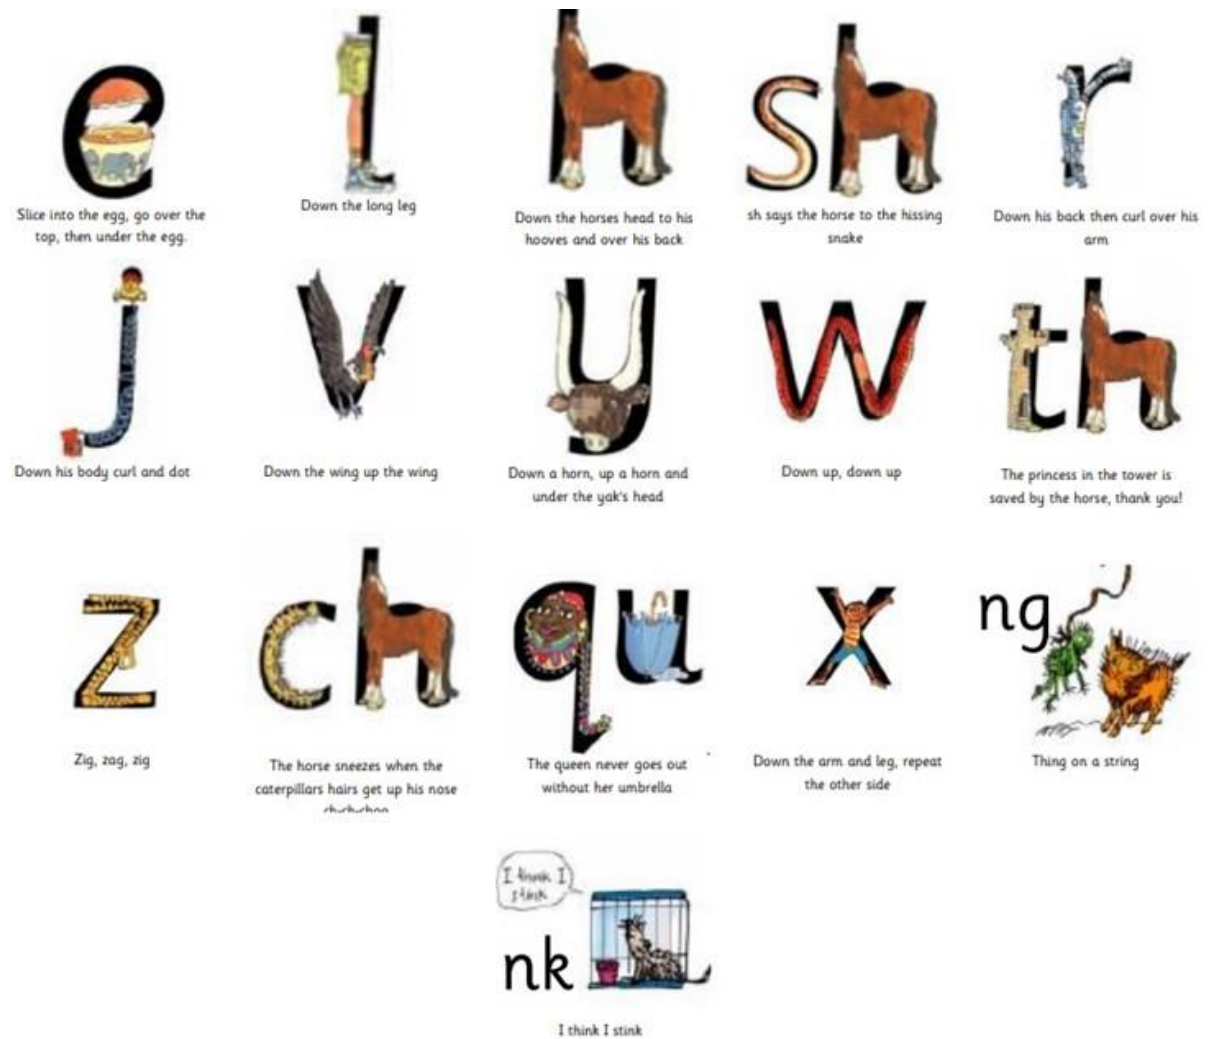 e
l
h
sh
r
Slice into the egg, go over the
top, then under the egg.
Down the long leg
Down the horses head to his
hooves and over his back
sh says the horse to the hissing
snake
Down his back then curl over his
arm
j
v
y
w
th
Down his body curl and dot
Down the wing up the wing
Down a horn, up a horn and
under the yak's head
Down up, down up
The princess in the tower is
saved by the horse, thank you!
z
ch
qu
x
ng
Zig, zag, zig
The horse sneezes when the
caterpillars hairs get up his nose
The queen never goes out
without her umbrella
Down the arm and leg, repeat
the other side
Thing on a string
I think I
stink
nk
I think I stink